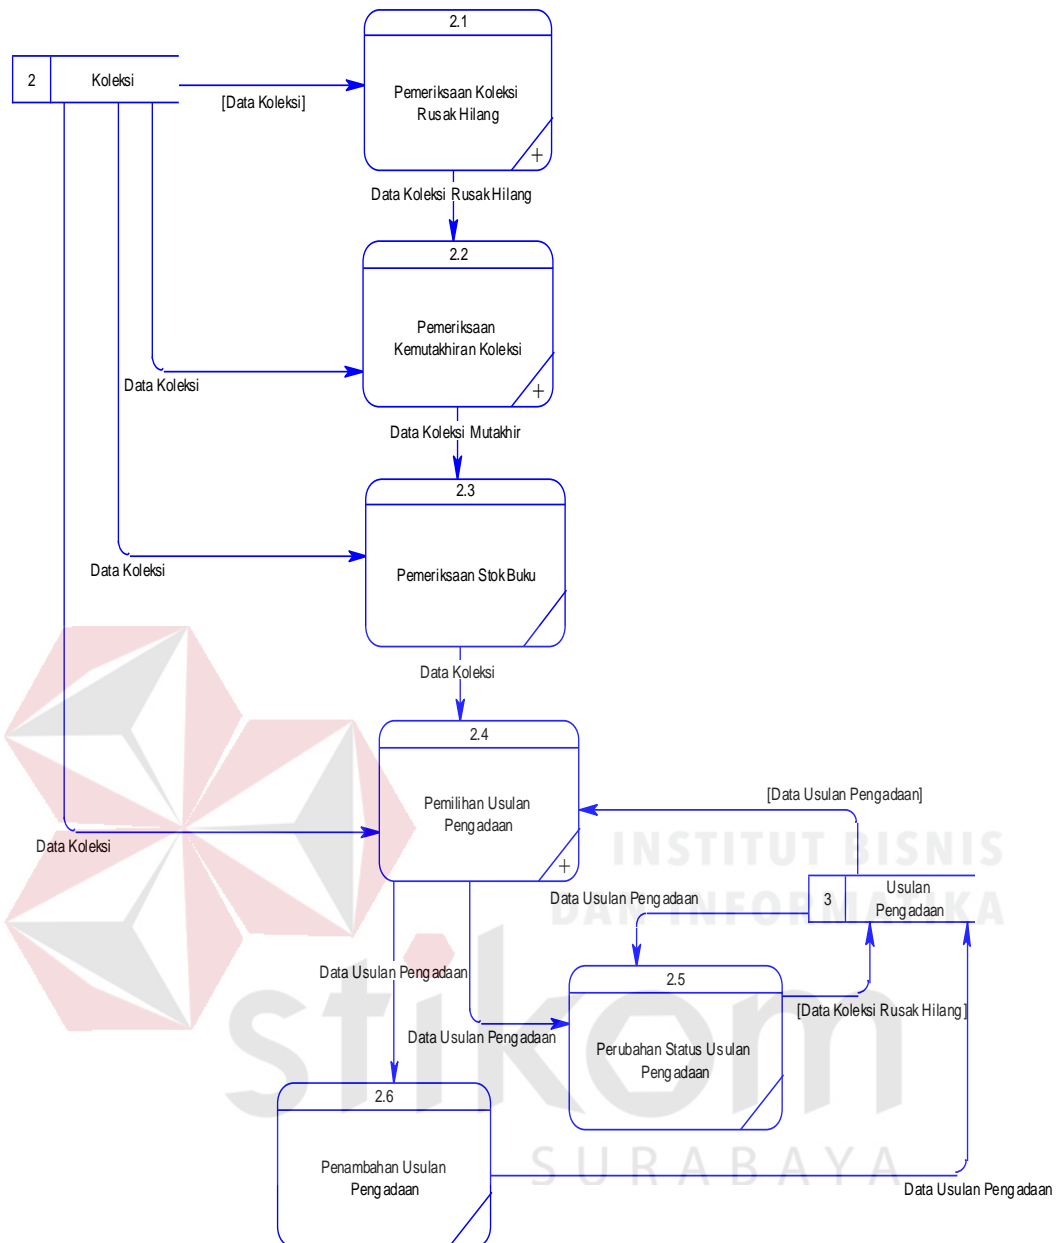 2.1
2
Koleksi
[Data Koleksi]
Pemeriksaan Koleksi
Rusak Hilang
+
Data Koleksi Rusak Hilang
2.2
Pemeriksaan
Kemutakhiran Koleksi
+
Data Koleksi
Data Koleksi Mutakhir
2.3
Pemeriksaan Stok Buku
Data Koleksi
Data Koleksi
2.4
Pemilihan Usulan
Pengadaan
+
[Data Usulan Pengadaan]
Data Koleksi
INSTITUT BISNIS
DAN INFORMATIKA
3
Usulan
Pengadaan
Data Usulan Pengadaan
Data Usulan Pengadaan
2.5
Perubahan Status Usulan
Pengadaan
[Data Koleksi Rusak Hilang]
Data Usulan Pengadaan
stikom
SURABAYA
2.6
Penambahan Usulan
Pengadaan
Data Usulan Pengadaan